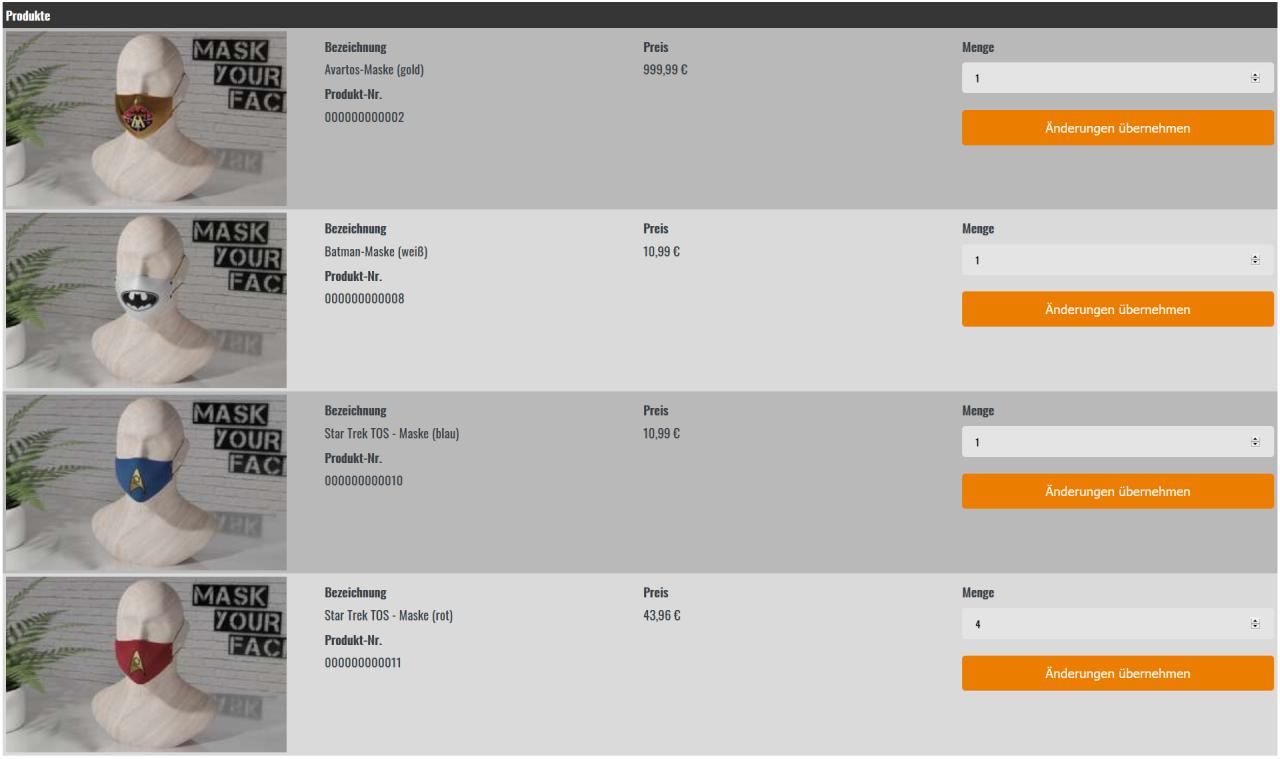 Produkte
MASK
YOUR
FAC
Bezeichnung
Avartos-Maske (gold)
Produkt-Nr.
000000000002
Preis
999,99 €
Menge
1
Änderungen übernehmen
MASK
YOUR
FAC
Bezeichnung
Batman-Maske (weiß)
Produkt-Nr.
000000000008
Preis
10,99 €
Menge
1
Änderungen übernehmen
MASK
YOUR
FAC
Bezeichnung
Star Trek TOS - Maske (blau)
Produkt-Nr.
000000000010
Preis
10,99 €
Menge
1
Änderungen übernehmen
MASK
YOUR
FAC
Bezeichnung
Star Trek TOS - Maske (rot)
Produkt-Nr.
000000000011
Preis
43,96 €
Menge
4
Änderungen übernehmen